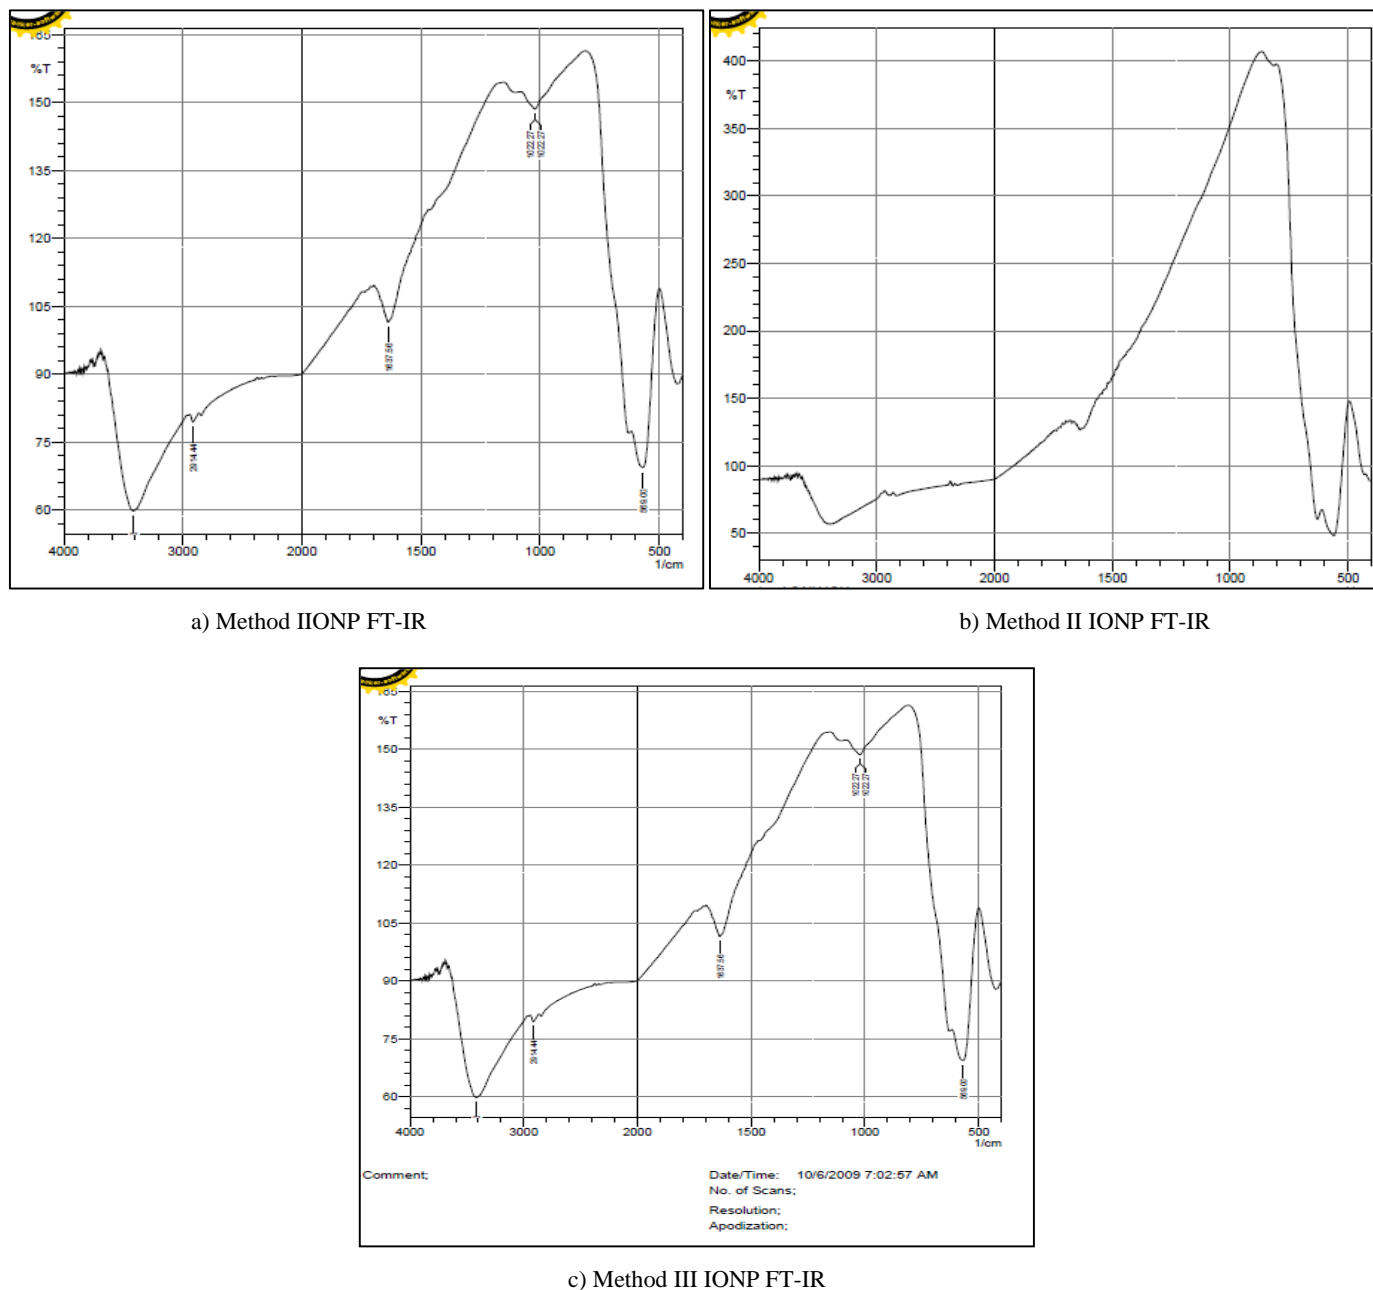 165
%T
150
135
120
105
90
75
60
4000 3000 2000 1500 1000 500
1/cm
2914.44
1637.56
1022.27
1022.27
569.00
%T
400
350
300
250
200
150
100
50
4000 3000 2000 1500 1000 500
a) Method IIONP FT-IR
b) Method II IONP FT-IR
165
%T
150
135
120
105
90
75
60
4000 3000 2000 1500 1000 500
1/cm
2914.44
1637.56
1022.27
1022.27
569.00
Comment;
Date/Time: 10/6/2009 7:02:57 AM
No. of Scans;
Resolution;
Apodization;
c) Method III IONP FT-IR